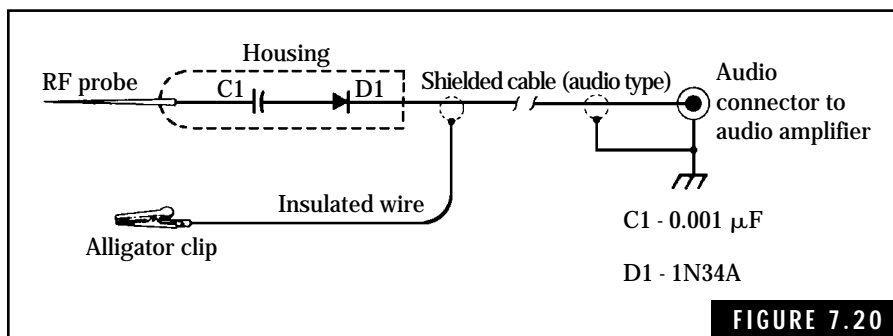 Housing
RF probe
C1
D1
Shielded cable (audio type)
Audio
connector to
audio amplifier
Insulated wire
Alligator clip
C1 - 0.001 μF
D1 - 1N34A
FIGURE 7.20